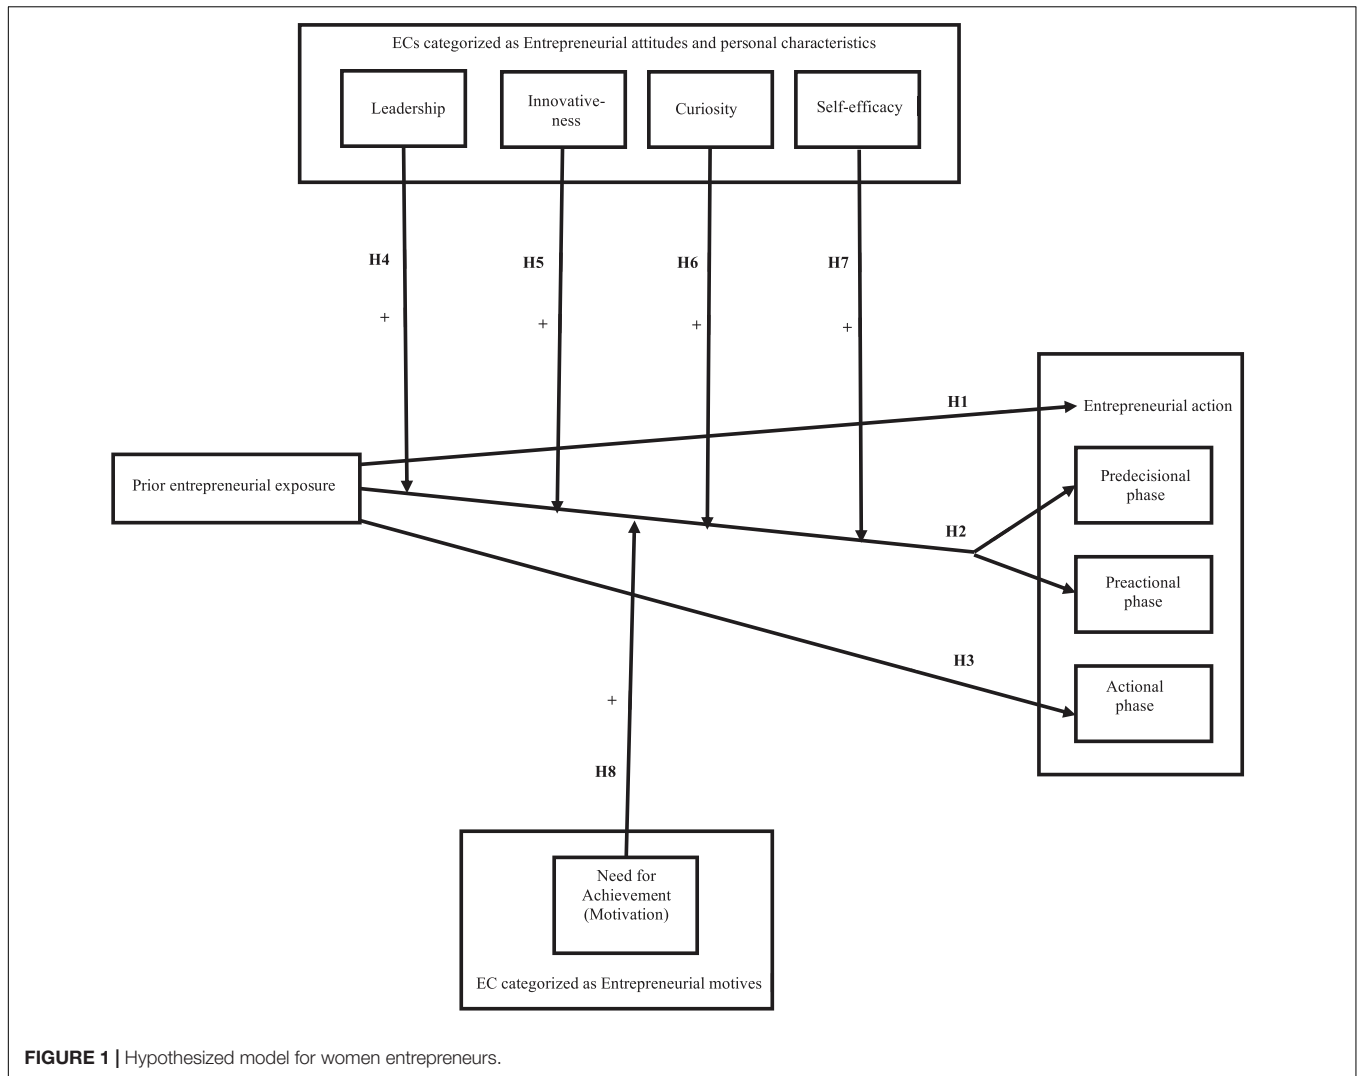 ECs categorized as Entrepreneurial attitudes and personal characteristics
Leadership
Innovative-
ness
Curiosity
Self-efficacy
H4
H5
H6
H7
+
+
+
+
H1
Entrepreneurial action
Prior entrepreneurial exposure
Predecisional
phase
H2
Preactional
phase
H3
Actional
phase
+
H8
Need for
Achievement
(Motivation)
EC categorized as Entrepreneurial motives
FIGURE 1 | Hypothesized model for women entrepreneurs.